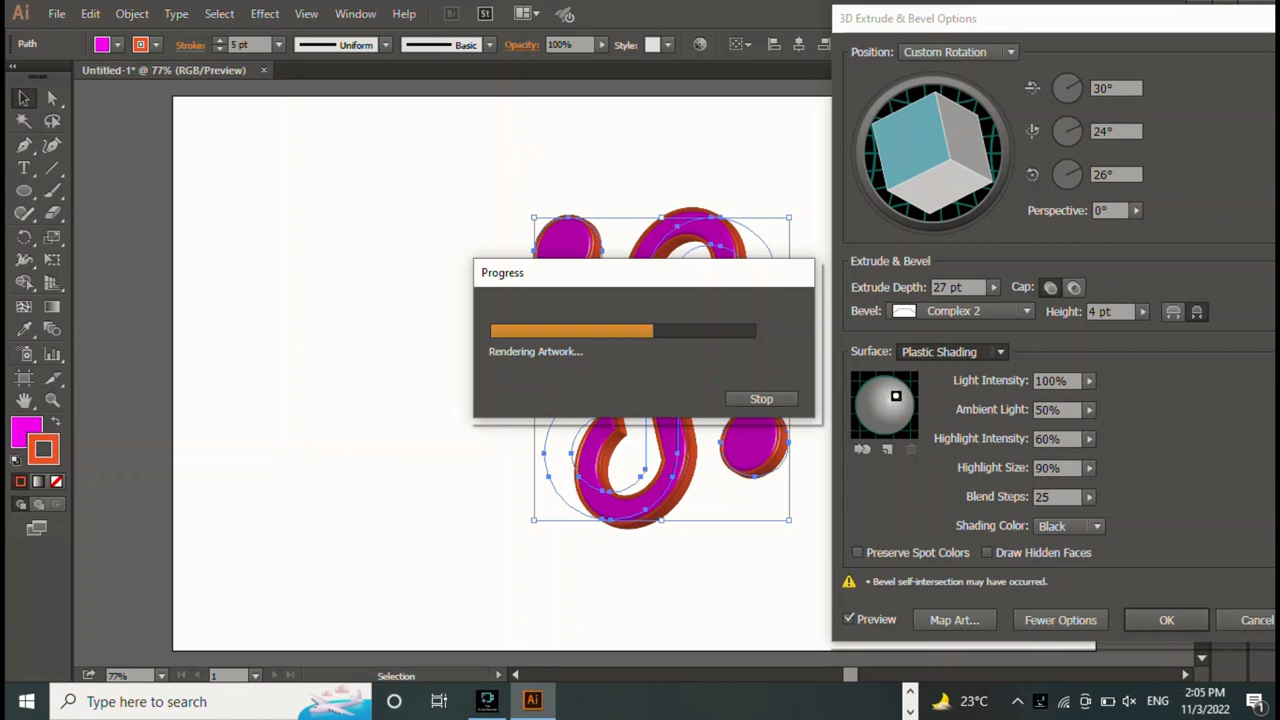 Ai File Edit Object Type Select Effect View Window Help Br St
3D Extrude & Bevel Options
Path Stroke: 5 pt Uniform Basic Opacity: 100% Style:
Position: Custom Rotation
Untitled-1* @ 77% (RGB/Preview) ×
30°
24°
26°
Perspective: 0°
Extrude & Bevel
Progress
Extrude Depth: 27 pt Cap:
Bevel: Complex 2 Height: 4 pt
Rendering Artwork...
Stop
Surface: Plastic Shading
Light Intensity: 100%
Ambient Light: 50%
Highlight Intensity: 60%
Highlight Size: 90%
Blend Steps: 25
Shading Color: Black
Preserve Spot Colors Draw Hidden Faces
• Bevel self-intersection may have occurred.
Preview Map Art... Fewer Options OK Cancel
77% 1 Selection
Type here to search
Ai
23°C
ENG
2:05 PM
11/3/2022
1